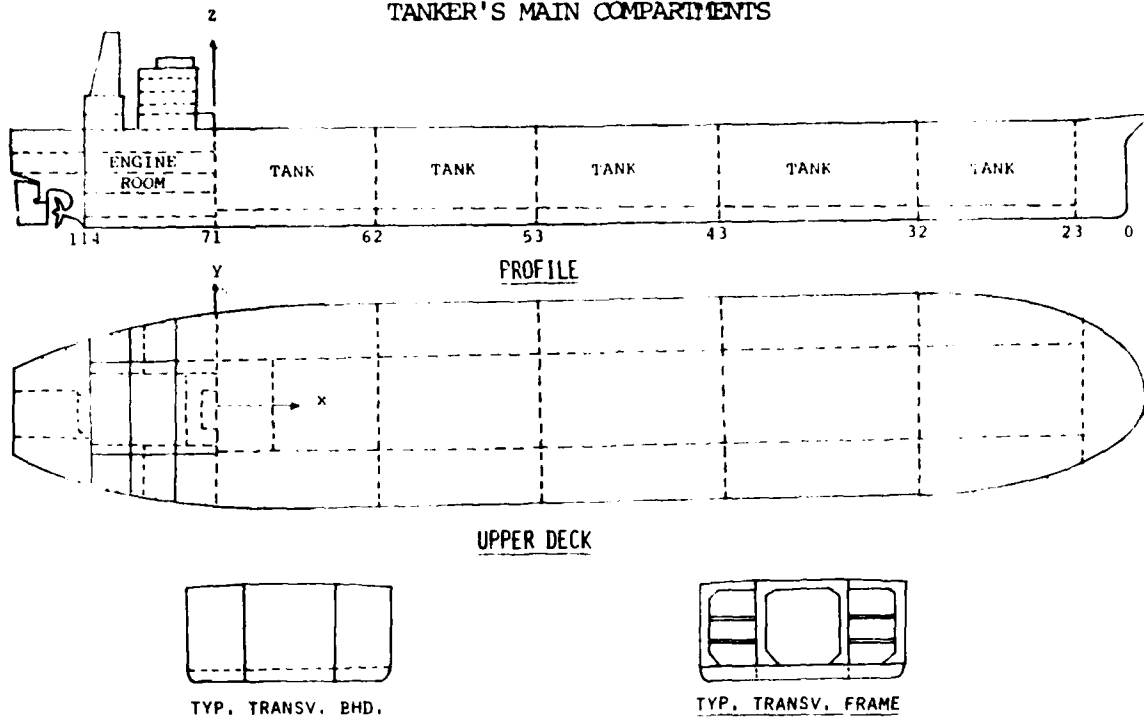 TANKER'S MAIN COMPARTMENTS
Z
ENGINE
ROOM
TANK TANK TANK TANK TANK
114 71 62 53 43 32 23 0
PROFILE
Y
X
UPPER DECK
TYP. TRANSV. BHD.
TYP. TRANSV. FRAME